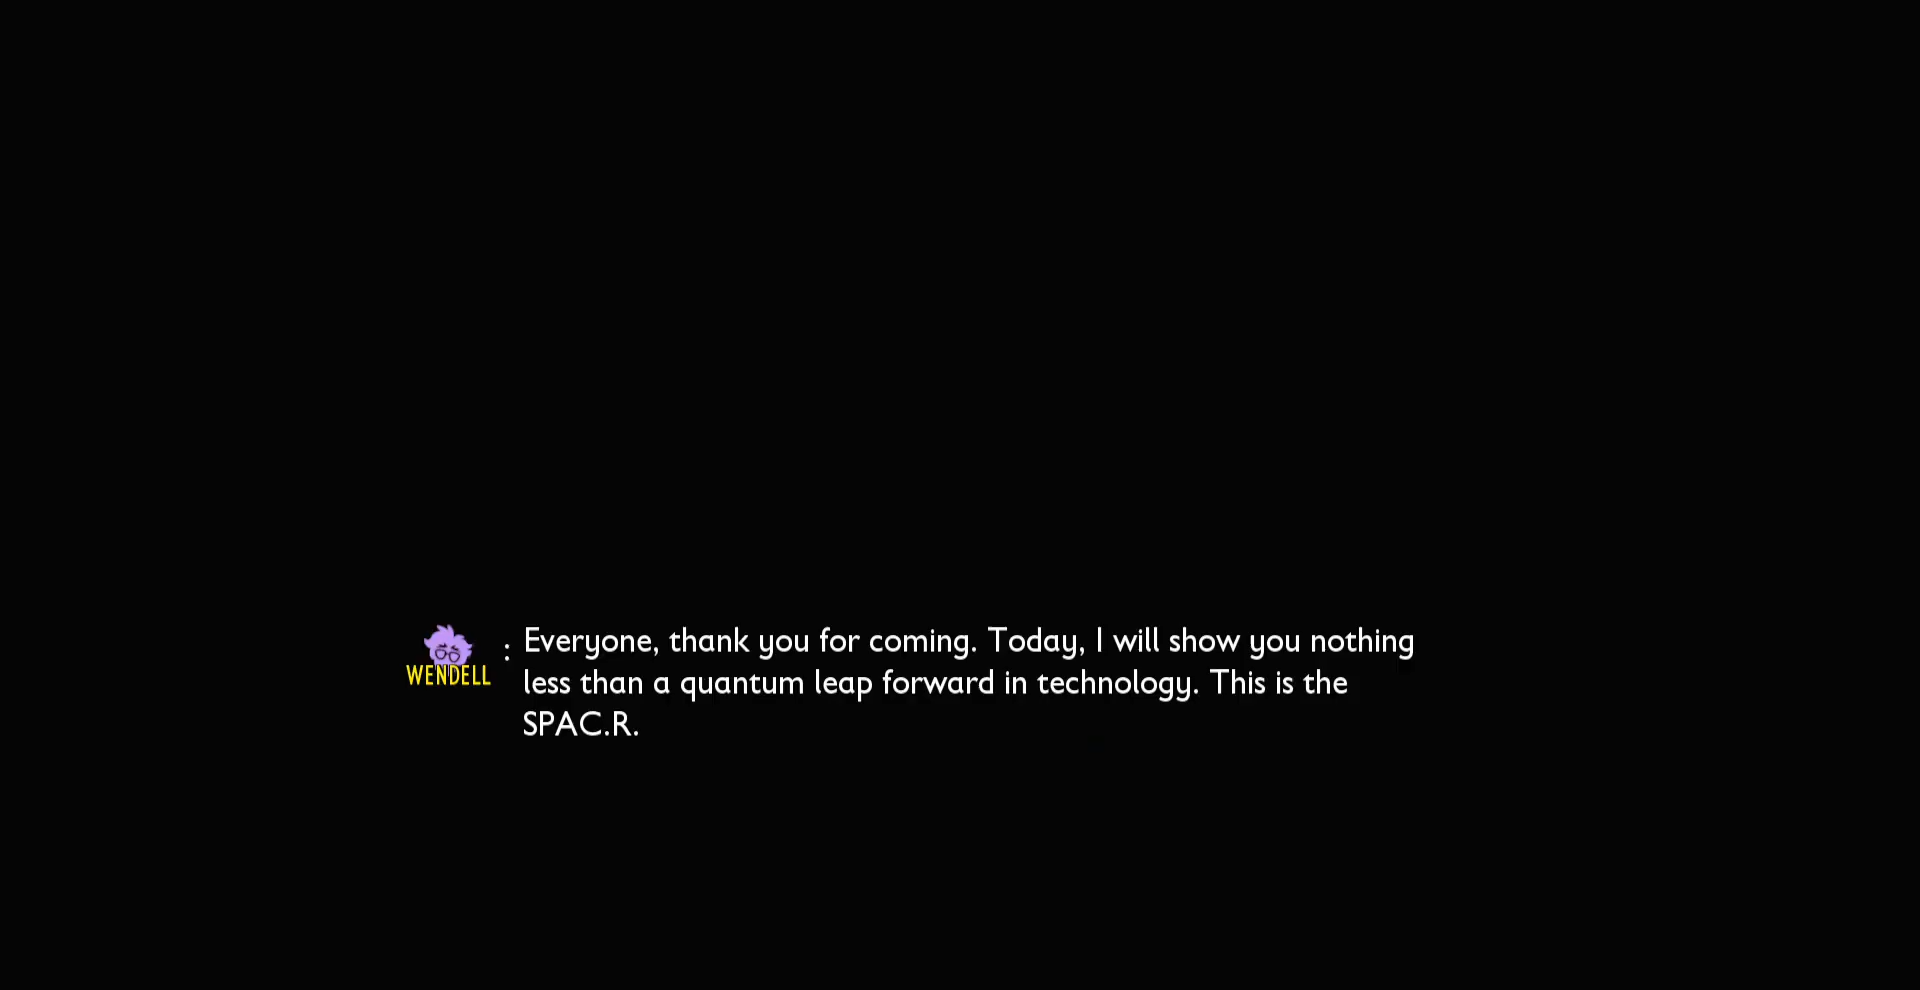 WENDELL : Everyone, thank you for coming. Today, I will show you nothing
less than a quantum leap forward in technology. This is the
SPAC.R.